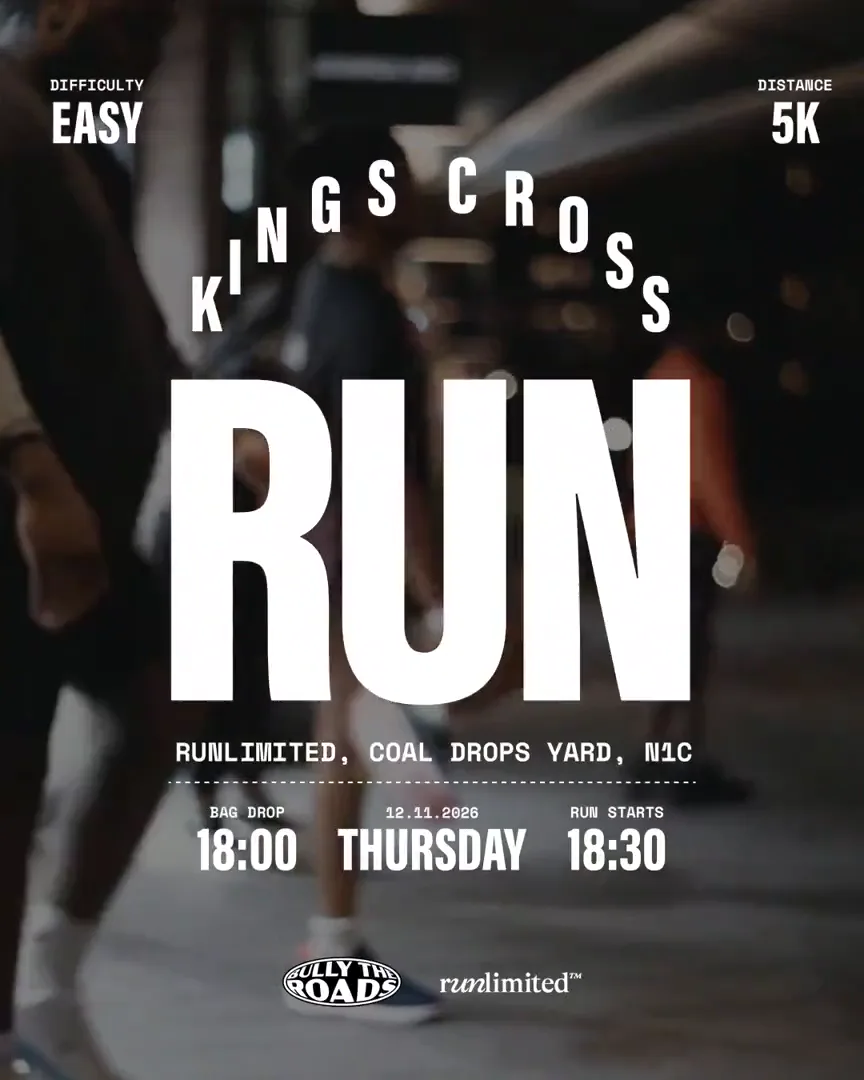 DIFFICULTY
EASY
DISTANCE
5K
KINGS CROSS
RUN
RUNLIMITED, COAL DROPS YARD, N1C
BAG DROP
18:00
12.11.2026
THURSDAY
RUN STARTS
18:30
BULLY THE
ROADS
runlimited™